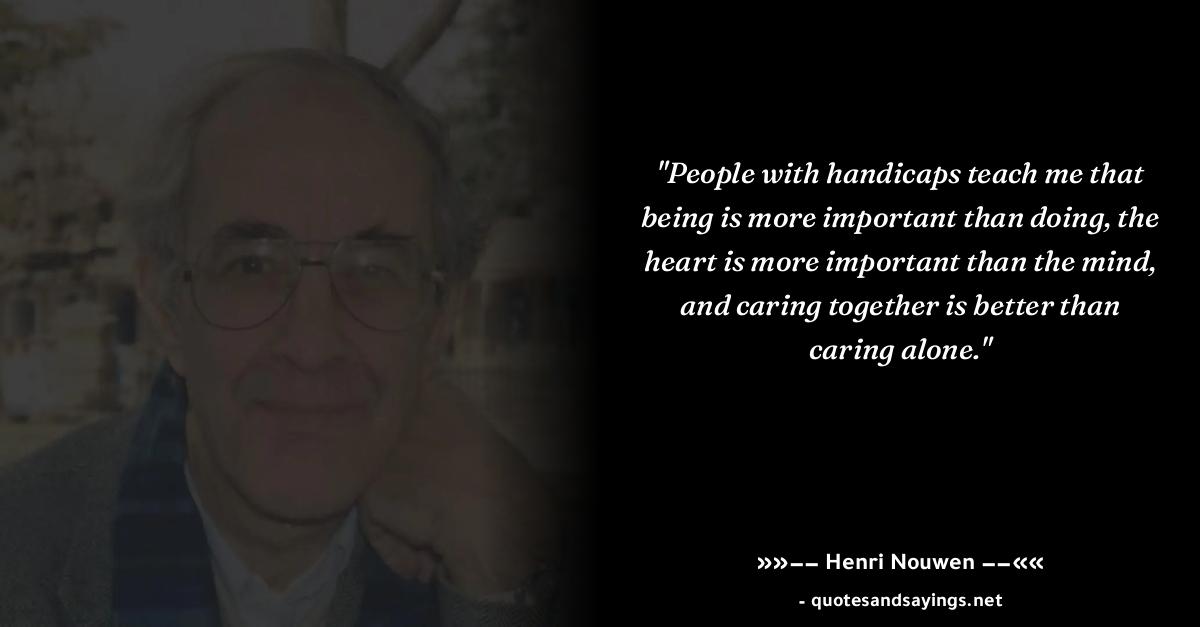 "People with handicaps teach me that
being is more important than doing, the
heart is more important than the mind,
and caring together is better than
caring alone."
»»−− Henri Nouwen −−««
- quotesandsayings.net